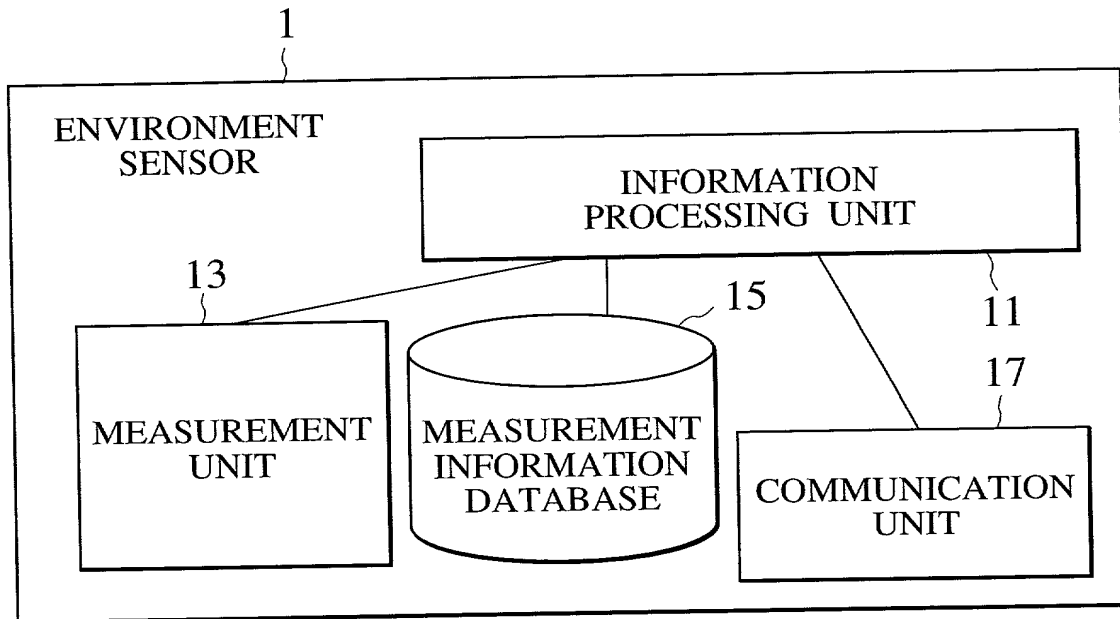 1
ENVIRONMENT
SENSOR
INFORMATION
PROCESSING UNIT
11
13
MEASUREMENT
UNIT
15
MEASUREMENT
INFORMATION
DATABASE
17
COMMUNICATION
UNIT